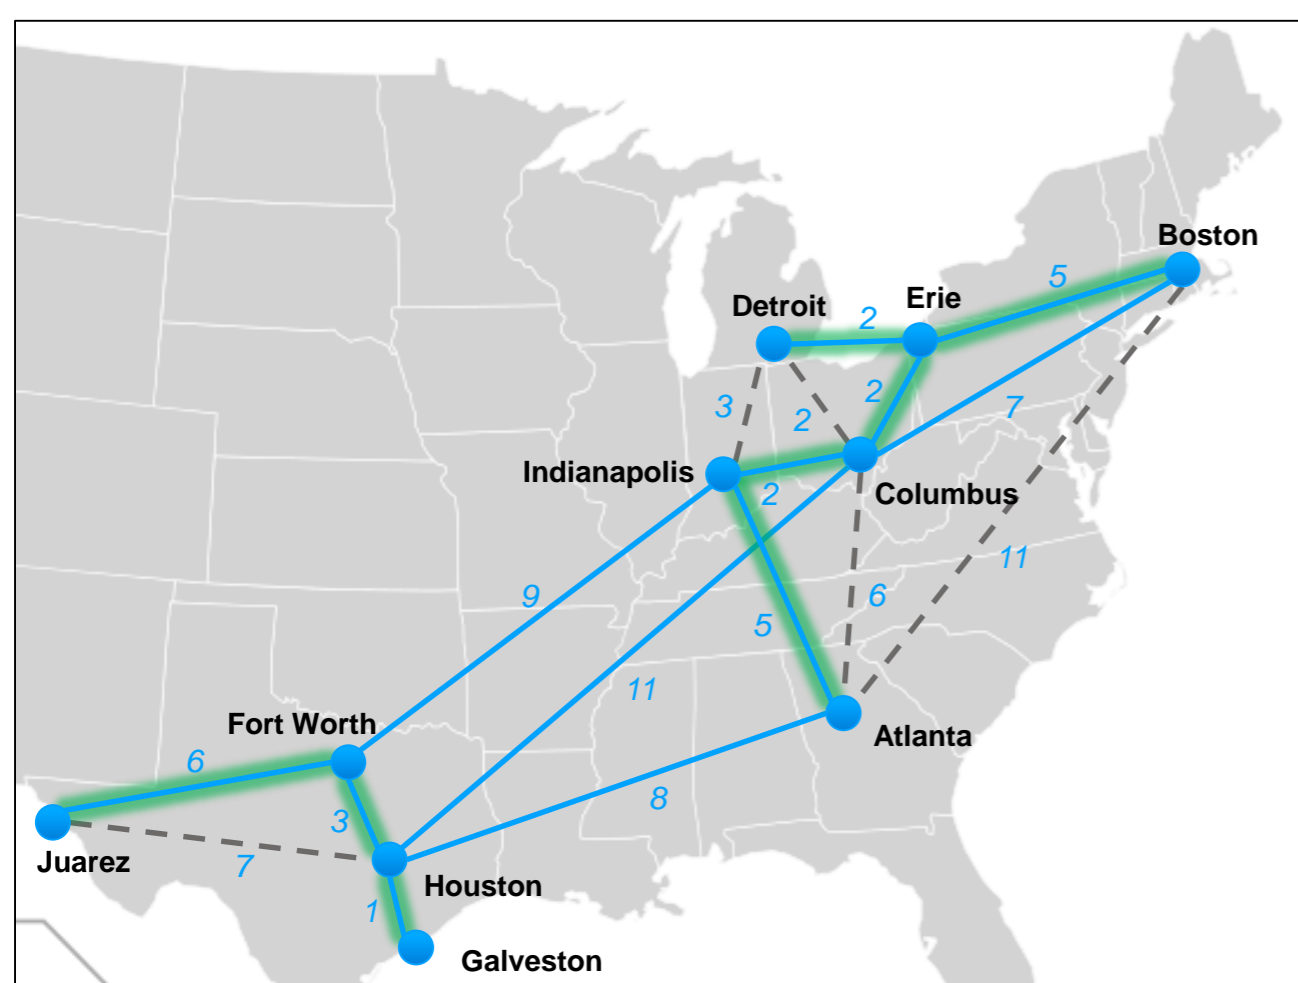 Boston
5
Erie
Detroit
2
2
3
2
7
Indianapolis
2
Columbus
11
9
6
5
11
Fort Worth
Atlanta
6
8
3
Juarez
7
Houston
1
Galveston